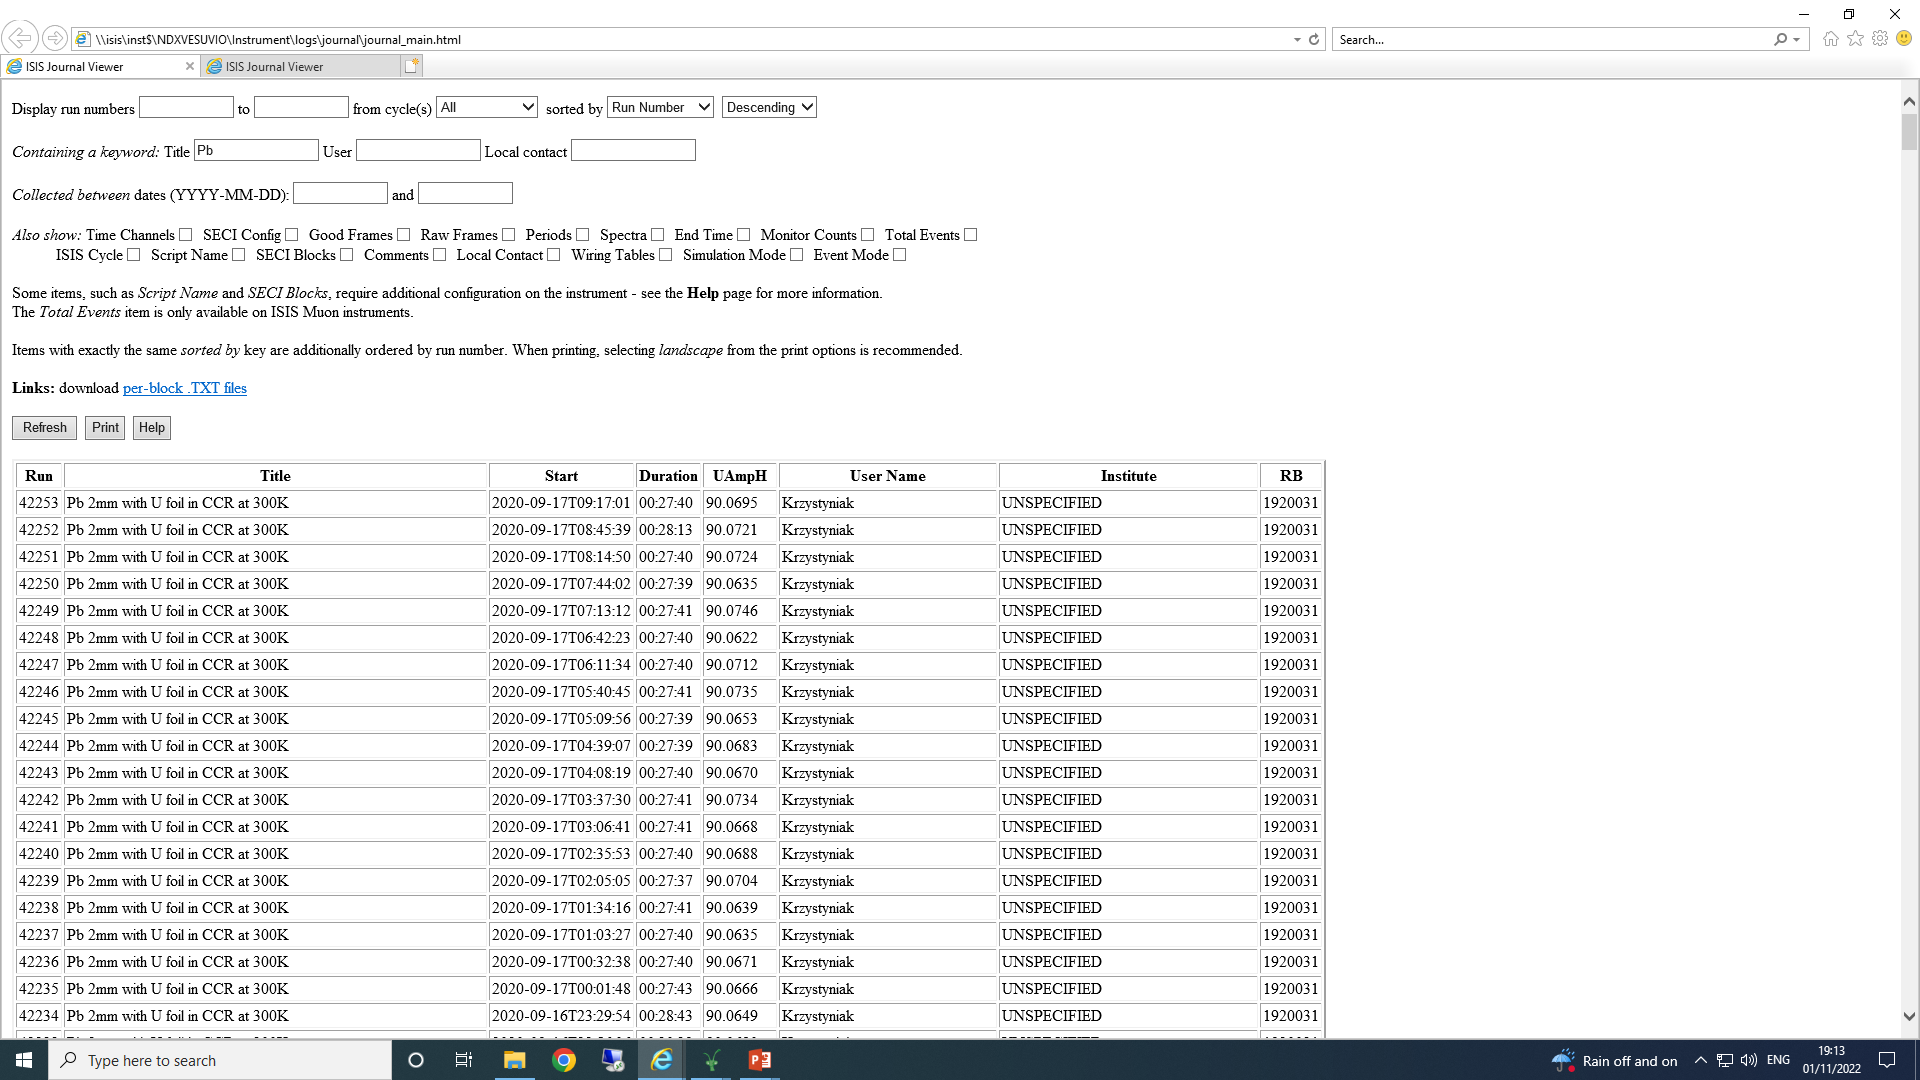 \\isis\inst$\NDXVESUVIO\Instrument\logs\journal\journal_main.html
Search...
ISIS Journal Viewer
ISIS Journal Viewer
Display run numbers to from cycle(s) All sorted by Run Number Descending
Containing a keyword: Title Pb User Local contact
Collected between dates (YYYY-MM-DD): and
Also show: Time Channels SECI Config Good Frames Raw Frames Periods Spectra End Time Monitor Counts Total Events
ISIS Cycle Script Name SECI Blocks Comments Local Contact Wiring Tables Simulation Mode Event Mode
Some items, such as Script Name and SECI Blocks, require additional configuration on the instrument - see the Help page for more information.
The Total Events item is only available on ISIS Muon instruments.
Items with exactly the same sorted by key are additionally ordered by run number. When printing, selecting landscape from the print options is recommended.
Links: download per-block .TXT files
Refresh Print Help
Run Title Start Duration UAmpH User Name Institute RB
42253 Pb 2mm with U foil in CCR at 300K 2020-09-17T09:17:01 00:27:40 90.0695 Krzystyniak UNSPECIFIED 1920031
42252 Pb 2mm with U foil in CCR at 300K 2020-09-17T08:45:39 00:28:13 90.0721 Krzystyniak UNSPECIFIED 1920031
42251 Pb 2mm with U foil in CCR at 300K 2020-09-17T08:14:50 00:27:40 90.0724 Krzystyniak UNSPECIFIED 1920031
42250 Pb 2mm with U foil in CCR at 300K 2020-09-17T07:44:02 00:27:39 90.0635 Krzystyniak UNSPECIFIED 1920031
42249 Pb 2mm with U foil in CCR at 300K 2020-09-17T07:13:12 00:27:41 90.0746 Krzystyniak UNSPECIFIED 1920031
42248 Pb 2mm with U foil in CCR at 300K 2020-09-17T06:42:23 00:27:40 90.0622 Krzystyniak UNSPECIFIED 1920031
42247 Pb 2mm with U foil in CCR at 300K 2020-09-17T06:11:34 00:27:40 90.0712 Krzystyniak UNSPECIFIED 1920031
42246 Pb 2mm with U foil in CCR at 300K 2020-09-17T05:40:45 00:27:41 90.0735 Krzystyniak UNSPECIFIED 1920031
42245 Pb 2mm with U foil in CCR at 300K 2020-09-17T05:09:56 00:27:39 90.0653 Krzystyniak UNSPECIFIED 1920031
42244 Pb 2mm with U foil in CCR at 300K 2020-09-17T04:39:07 00:27:39 90.0683 Krzystyniak UNSPECIFIED 1920031
42243 Pb 2mm with U foil in CCR at 300K 2020-09-17T04:08:19 00:27:40 90.0670 Krzystyniak UNSPECIFIED 1920031
42242 Pb 2mm with U foil in CCR at 300K 2020-09-17T03:37:30 00:27:41 90.0734 Krzystyniak UNSPECIFIED 1920031
42241 Pb 2mm with U foil in CCR at 300K 2020-09-17T03:06:41 00:27:41 90.0668 Krzystyniak UNSPECIFIED 1920031
42240 Pb 2mm with U foil in CCR at 300K 2020-09-17T02:35:53 00:27:40 90.0688 Krzystyniak UNSPECIFIED 1920031
42239 Pb 2mm with U foil in CCR at 300K 2020-09-17T02:05:05 00:27:37 90.0704 Krzystyniak UNSPECIFIED 1920031
42238 Pb 2mm with U foil in CCR at 300K 2020-09-17T01:34:16 00:27:41 90.0639 Krzystyniak UNSPECIFIED 1920031
42237 Pb 2mm with U foil in CCR at 300K 2020-09-17T01:03:27 00:27:40 90.0635 Krzystyniak UNSPECIFIED 1920031
42236 Pb 2mm with U foil in CCR at 300K 2020-09-17T00:32:38 00:27:40 90.0671 Krzystyniak UNSPECIFIED 1920031
42235 Pb 2mm with U foil in CCR at 300K 2020-09-17T00:01:48 00:27:43 90.0666 Krzystyniak UNSPECIFIED 1920031
42234 Pb 2mm with U foil in CCR at 300K 2020-09-16T23:29:54 00:28:43 90.0649 Krzystyniak UNSPECIFIED 1920031
Type here to search
Rain off and on
ENG
19:13
01/11/2022